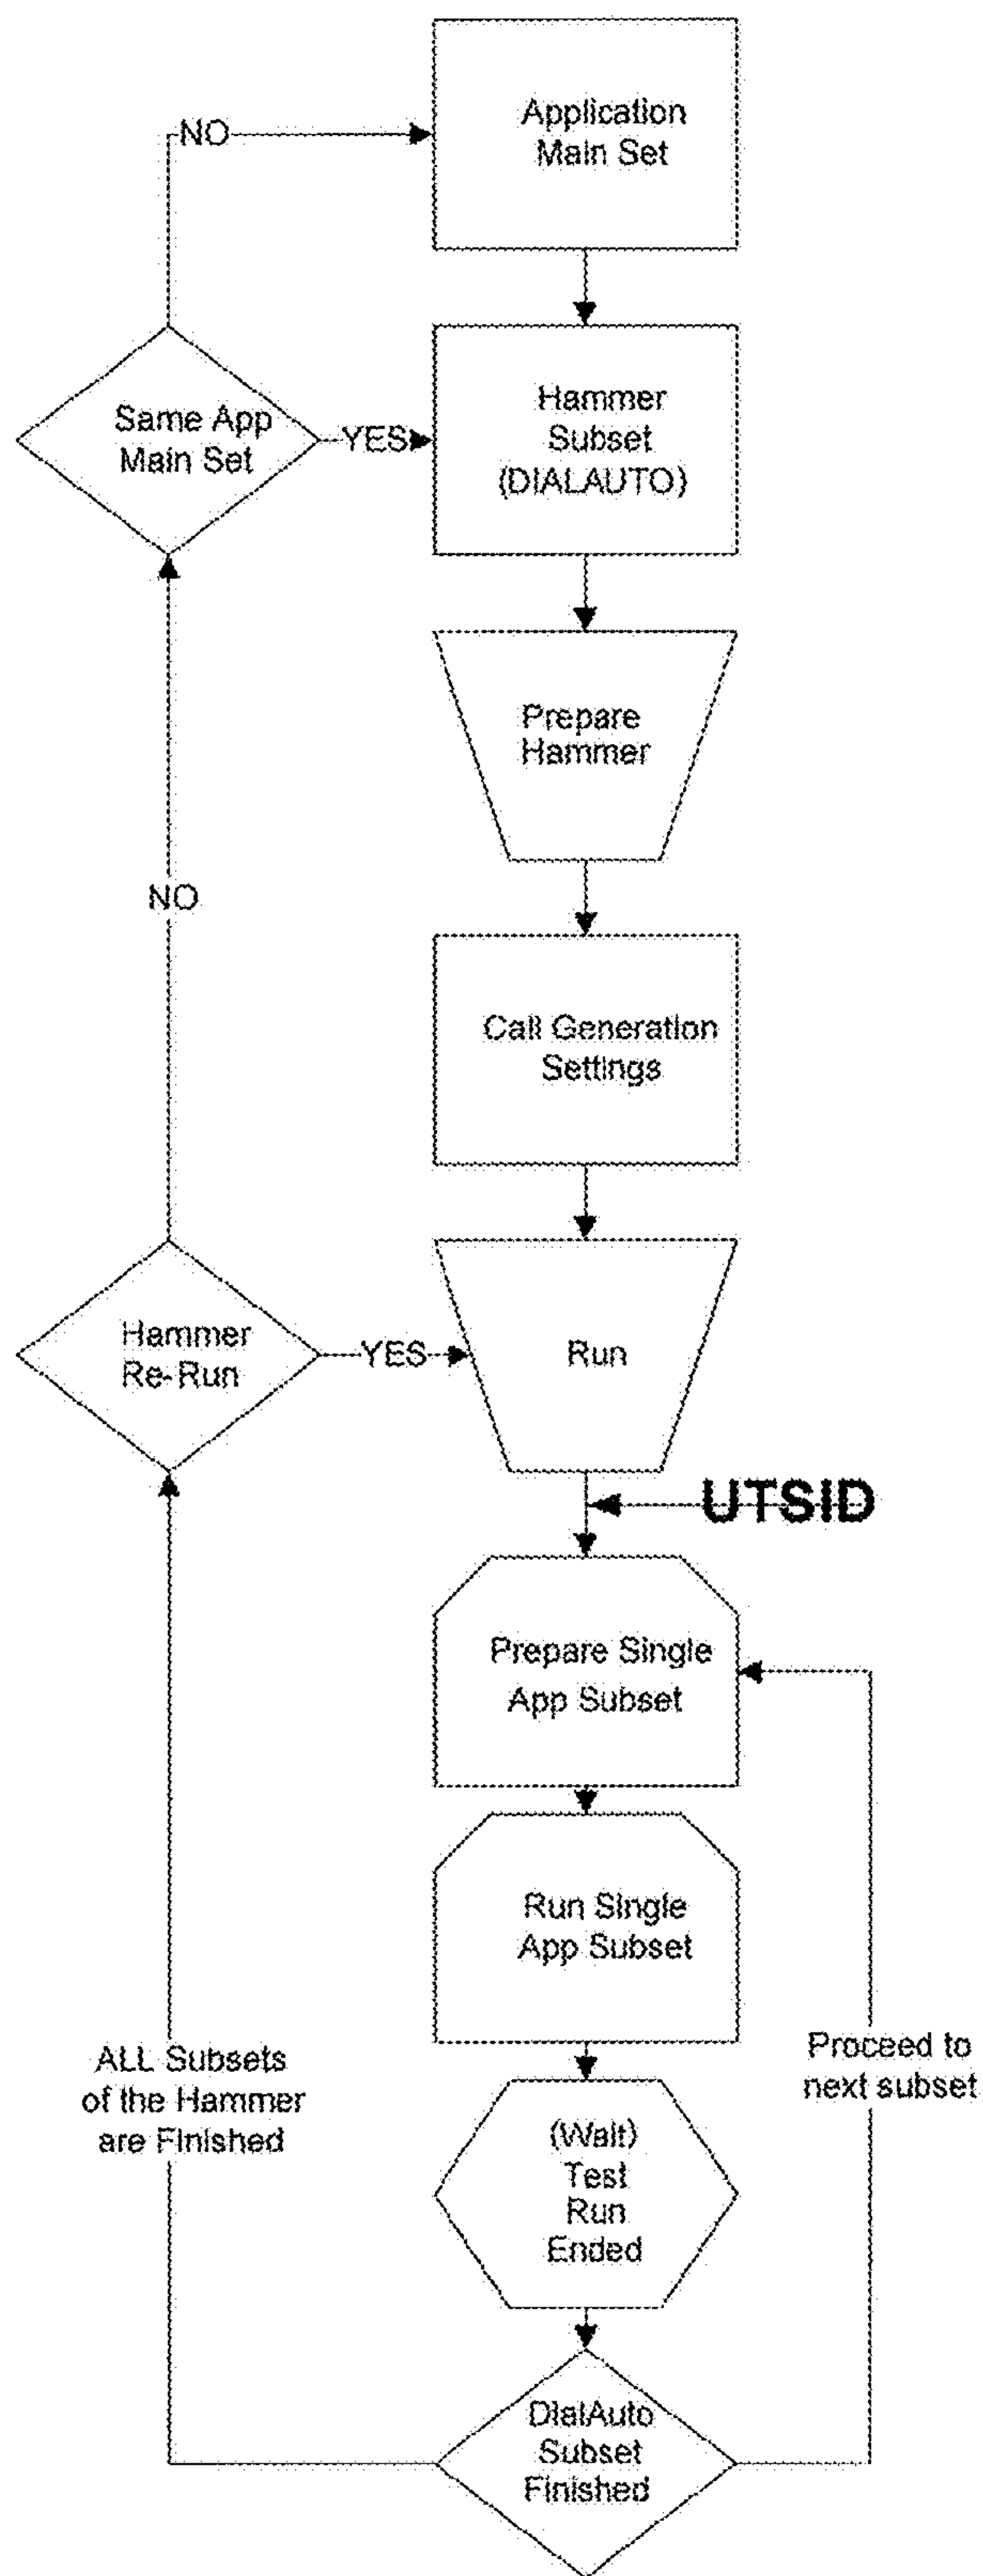 Application
Main Set
NO
Same App
Main Set
YES
Hammer
Subset
(DIALAUTO)
Prepare
Hammer
NO
Call Generation
Settings
Hammer
Re-Run
YES
Run
UTSID
Prepare Single
App Subset
Run Single
App Subset
ALL Subsets
of the Hammer
are Finished
Proceed to
next subset
(Wait)
Test
Run
Ended
DialAuto
Subset
Finished